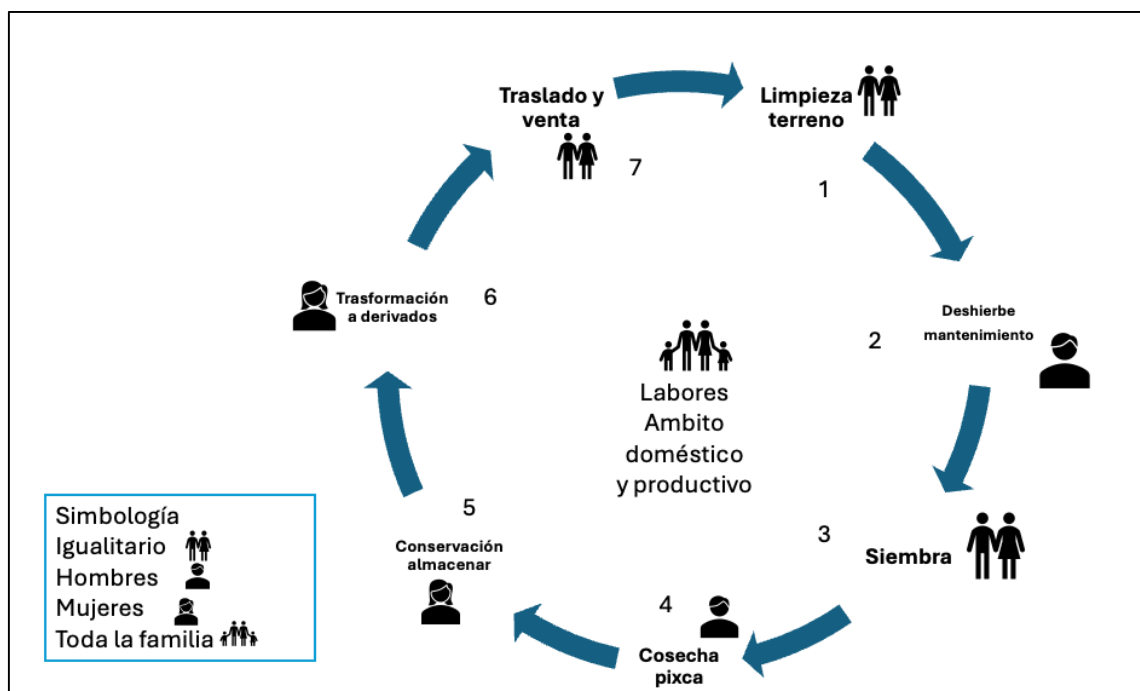 Traslado y
venta
7
Limpieza
terreno
1
Deshierbe
mantenimiento
2
Siembra
3
4
Cosecha
pixca
5
Conservación
almacenar
Trasformación
a derivados
6
Labores
Ambito
doméstico
y productivo
Simbología
Igualitario
Hombres
Mujeres
Toda la familia